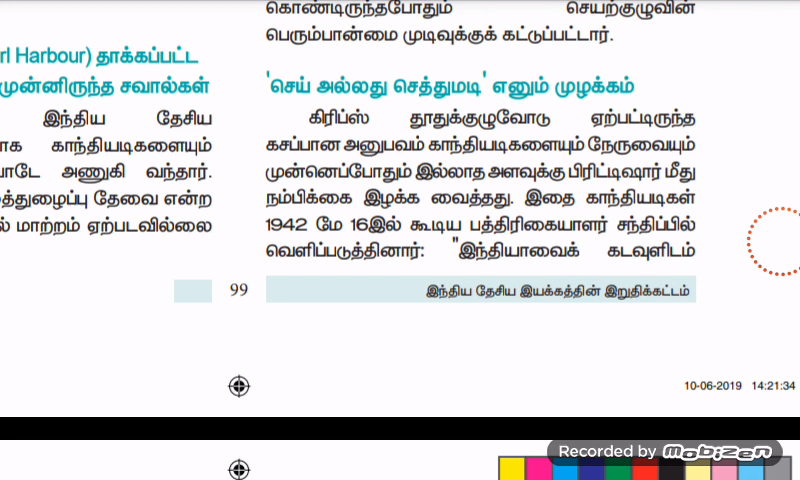 rl Harbour) தாக்கப்பட்ட
முன்னிருந்த சவால்கள்
இந்திய தேசிய
காந்தியடிகளையும்
அணுகி வந்தார்.
தேவை என்ற
மாற்றம் ஏற்படவில்லை
கொண்டிருந்தபோதும் செயற்குழுவின்
பெரும்பான்மை முடிவுக்குக் கட்டுப்பட்டார்.
'செய் அல்லது செத்துமடி' எனும் முழக்கம்
கிரிப்ஸ் தூதுக்குழுவோடு ஏற்பட்டிருந்த
கசப்பான அனுபவம் காந்தியடிகளையும் நேருவையும்
முன்னெப்போதும் இல்லாத அளவுக்கு பிரிட்டிஷார் மீது
நம்பிக்கை இழக்க வைத்தது. இதை காந்தியடிகள்
1942 மே 16இல் கூடிய பத்திரிகையாளர் சந்திப்பில்
வெளிப்படுத்தினார்: "இந்தியாவைக் கடவுளிடம்
99
இந்திய தேசிய இயக்கத்தின் இறுதிக்கட்டம்
10-06-2019 14:21:34
Recorded by mobizen